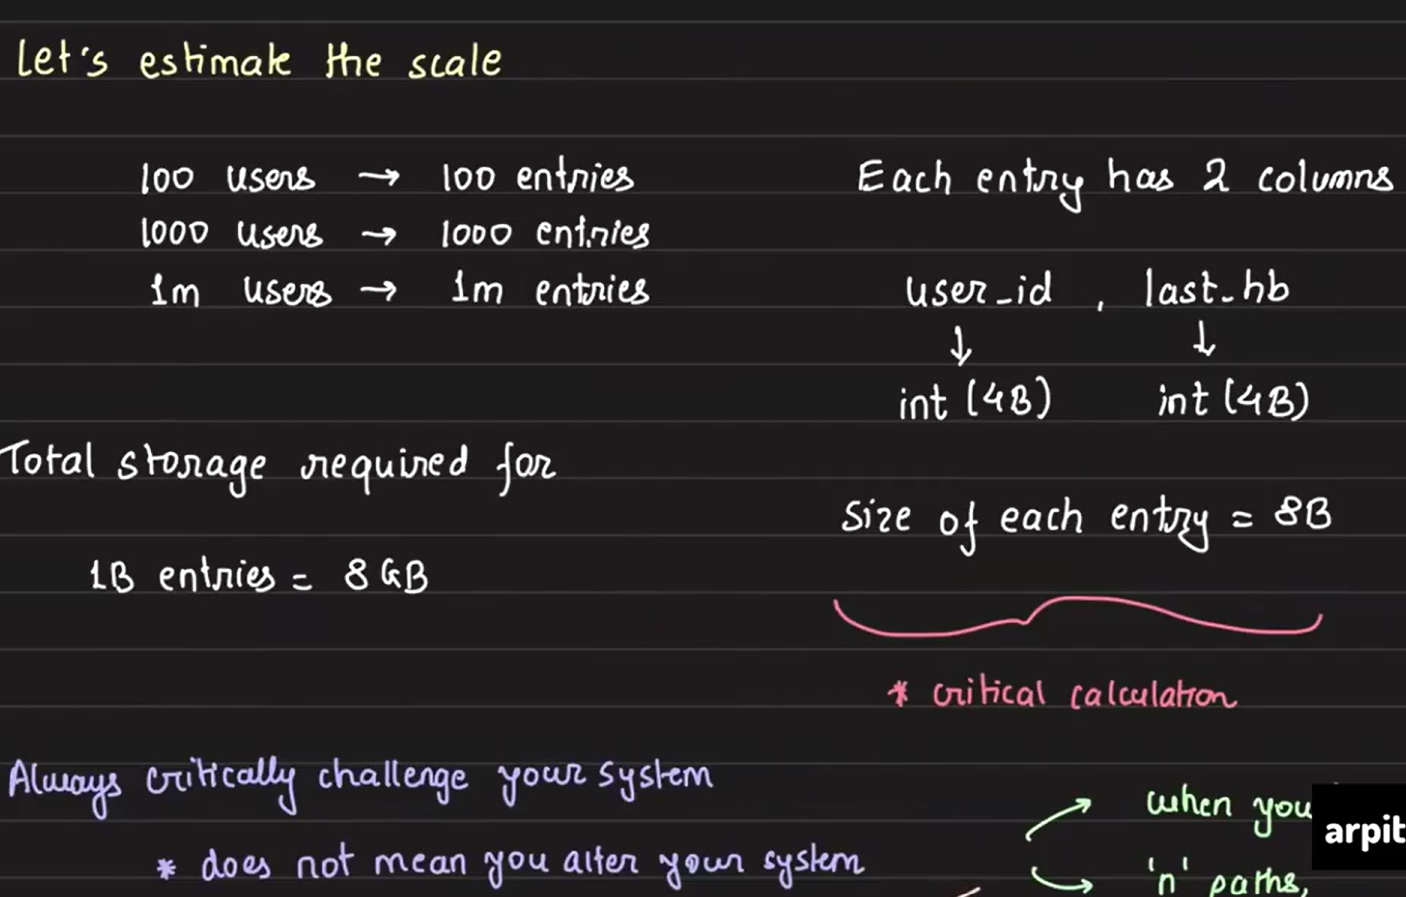 Let's estimate the scale
100 users → 100 entries
1000 users → 1000 entries
1m users → 1m entries
Each entry has 2 columns
user_id , last_hb
↓ ↓
int (4B) int (4B)
size of each entry = 8B
* critical calculation
Total storage required for
1B entries = 8 GB
Always critically challenge your system
* does not mean you alter your system
when you
'n' paths,
arpit